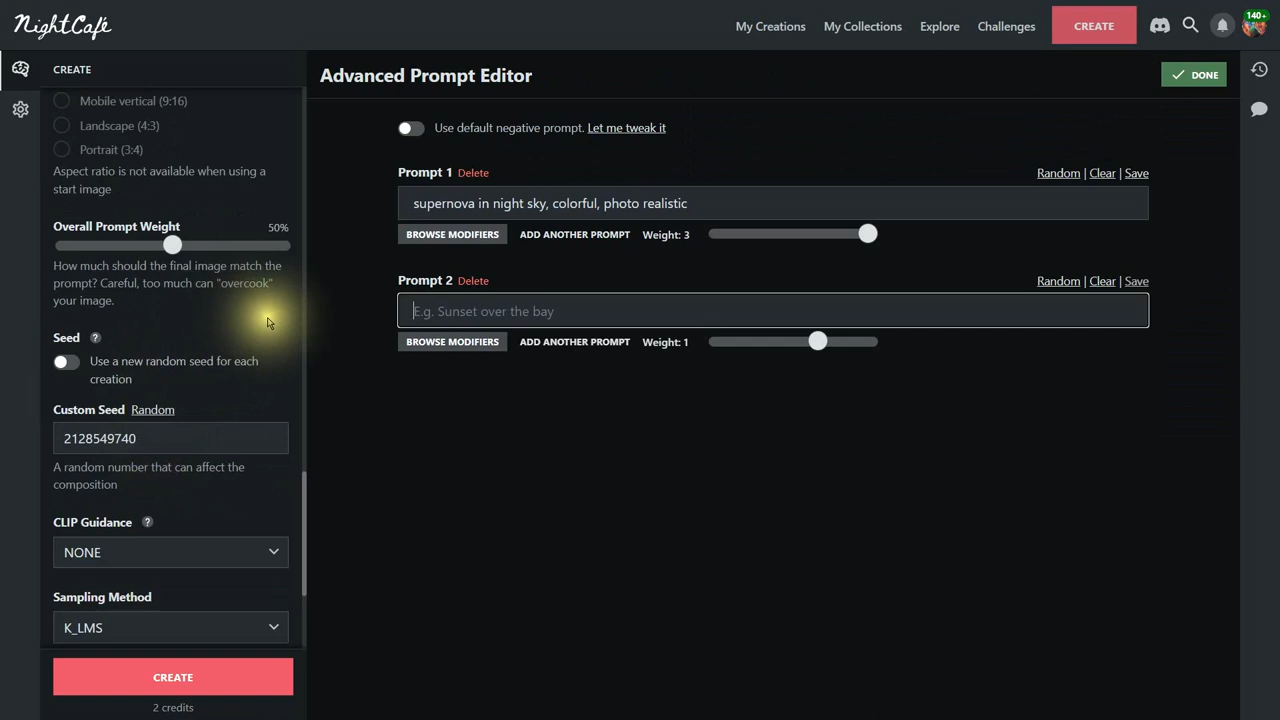 NightCafé
My Creations
My Collections
Explore
Challenges
CREATE
140+
CREATE
Mobile vertical (9:16)
Landscape (4:3)
Portrait (3:4)
Aspect ratio is not available when using a
start image
Overall Prompt Weight
50%
How much should the final image match the
prompt? Careful, too much can "overcook"
your image.
Seed ?
Use a new random seed for each
creation
Custom Seed Random
2128549740
A random number that can affect the
composition
CLIP Guidance ?
NONE
Sampling Method
K_LMS
CREATE
2 credits
Advanced Prompt Editor
DONE
Use default negative prompt. Let me tweak it
Prompt 1 Delete
Random | Clear | Save
supernova in night sky, colorful, photo realistic
BROWSE MODIFIERS
ADD ANOTHER PROMPT
Weight: 3
Prompt 2 Delete
Random | Clear | Save
E.g. Sunset over the bay
BROWSE MODIFIERS
ADD ANOTHER PROMPT
Weight: 1